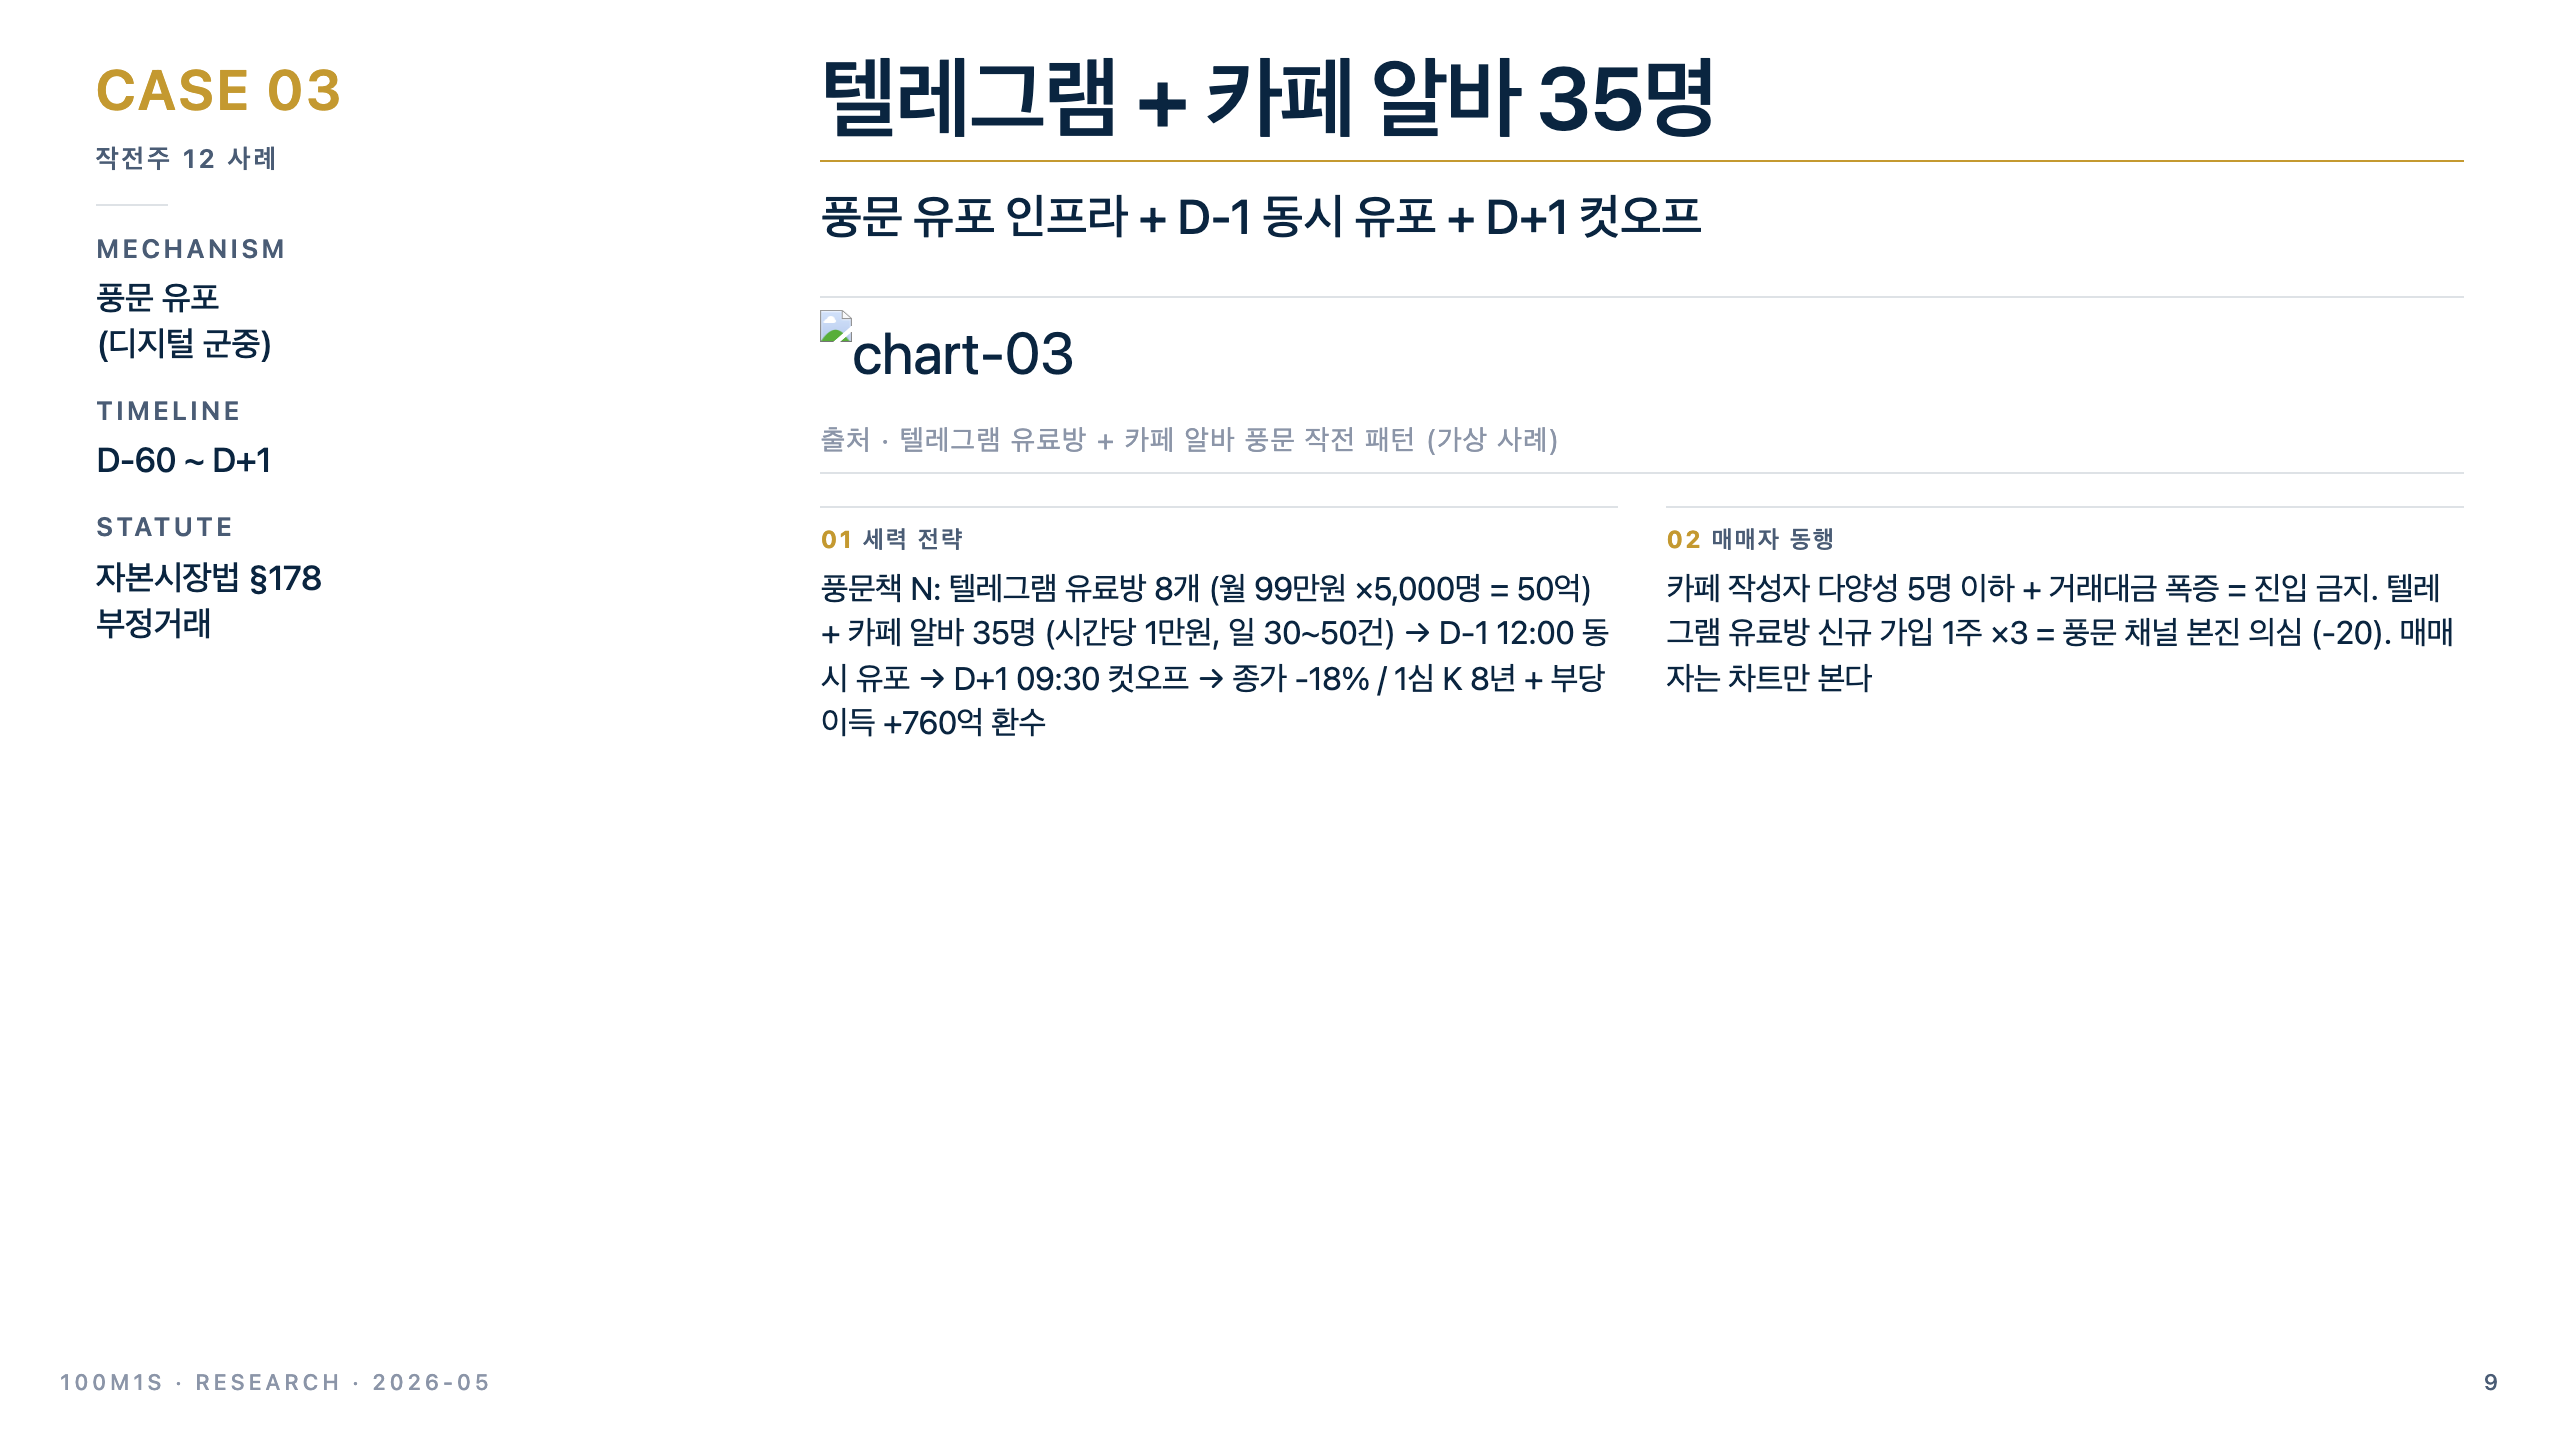 CASE 03
작전주 12 사례
MECHANISM
풍문 유포
(디지털 군중)
TIMELINE
D-60 ~ D+1
STATUTE
자본시장법 §178
부정거래
텔레그램 + 카페 알바 35명
풍문 유포 인프라 + D-1 동시 유포 + D+1 컷오프
chart-03
출처 · 텔레그램 유료방 + 카페 알바 풍문 작전 패턴 (가상 사례)
01 세력 전략
풍문책 N: 텔레그램 유료방 8개 (월 99만원 ×5,000명 = 50억)
+ 카페 알바 35명 (시간당 1만원, 일 30~50건) → D-1 12:00 동
시 유포 → D+1 09:30 컷오프 → 종가 -18% / 1심 K 8년 + 부당
이득 +760억 환수
02 매매자 동행
카페 작성자 다양성 5명 이하 + 거래대금 폭증 = 진입 금지. 텔레
그램 유료방 신규 가입 1주 ×3 = 풍문 채널 본진 의심 (-20). 매매
자는 차트만 본다
100M1S · RESEARCH · 2026-05
9